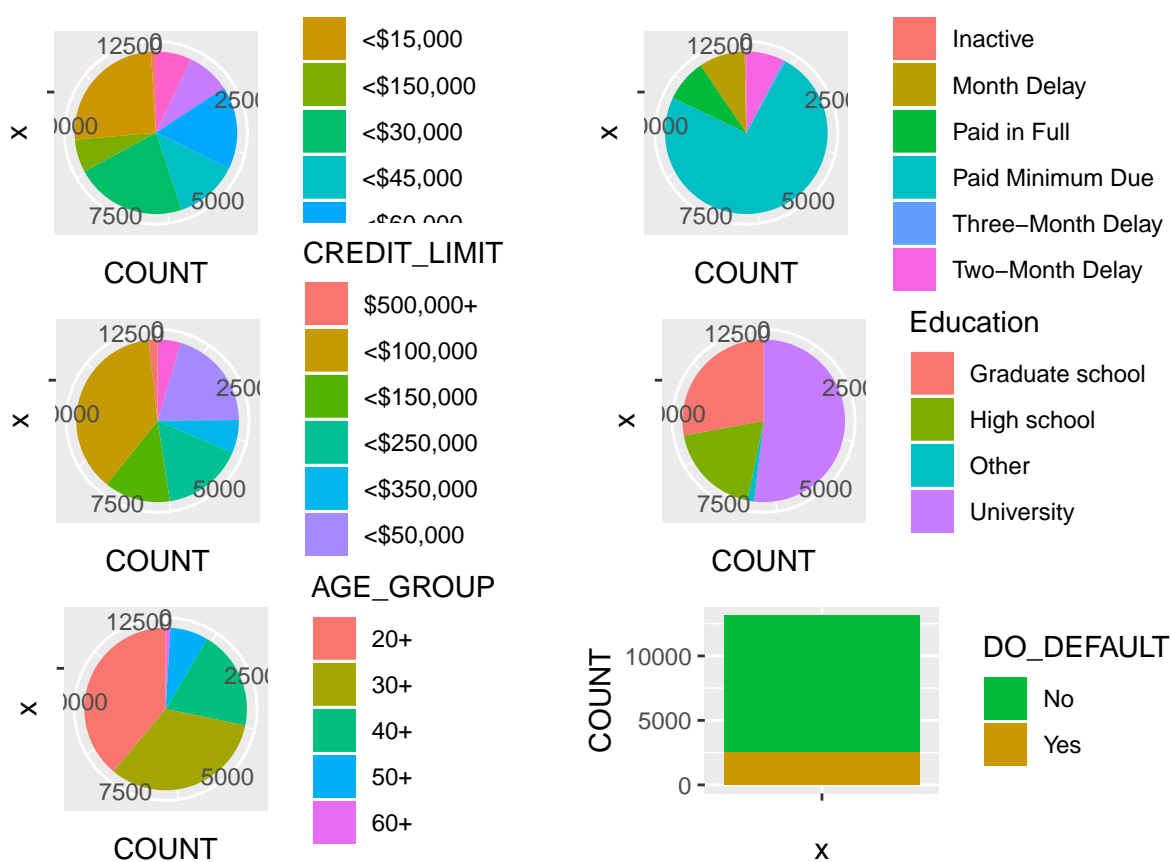 12500
0
2500
5000
7500
0000
x
COUNT
<$15,000
<$150,000
<$30,000
<$45,000
<$60,000
12500
0
2500
5000
7500
0000
x
COUNT
Inactive
Month Delay
Paid in Full
Paid Minimum Due
Three−Month Delay
Two−Month Delay
12500
0
2500
5000
7500
0000
x
COUNT
CREDIT_LIMIT
$500,000+
<$100,000
<$150,000
<$250,000
<$350,000
<$50,000
12500
0
2500
5000
7500
0000
x
COUNT
Education
Graduate school
High school
Other
University
12500
0
2500
5000
7500
0000
x
COUNT
AGE_GROUP
20+
30+
40+
50+
60+
COUNT
10000
5000
0
x
DO_DEFAULT
No
Yes